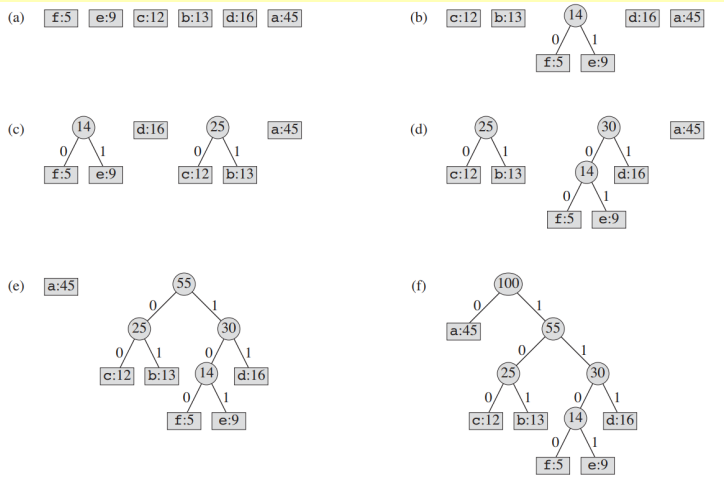 (a) f:5 e:9 c:12 b:13 d:16 a:45
(b) c:12 b:13 14 d:16 a:45
0 1
f:5 e:9
(c) 14 d:16 25 a:45
0 1 0 1
f:5 e:9 c:12 b:13
(d) 25 30 a:45
0 1 0 1
c:12 b:13 14 d:16
0 1
f:5 e:9
(e) a:45 55
0 1
25 30
0 1 0 1
c:12 b:13 14 d:16
0 1
f:5 e:9
(f) 100
0 1
a:45 55
0 1
25 30
0 1 0 1
c:12 b:13 14 d:16
0 1
f:5 e:9